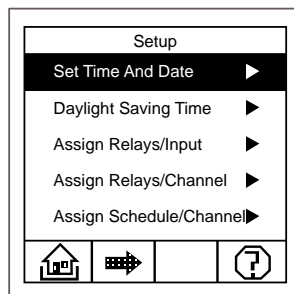 Setup
Set Time And Date
Daylight Saving Time
Assign Relays/Input
Assign Relays/Channel
Assign Schedule/Channel
?